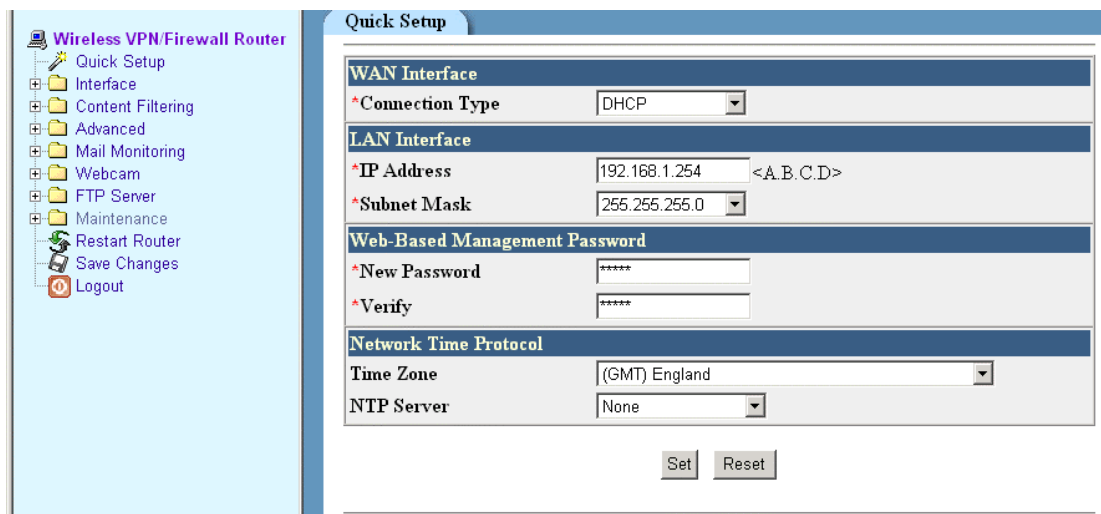 Wireless VPN/Firewall Router
Quick Setup
Interface
Content Filtering
Advanced
Mail Monitoring
Webcam
FTP Server
Maintenance
Restart Router
Save Changes
Logout
Quick Setup
WAN Interface
*Connection Type DHCP
LAN Interface
*IP Address 192.168.1.254 <A.B.C.D>
*Subnet Mask 255.255.255.0
Web-Based Management Password
*New Password *****
*Verify *****
Network Time Protocol
Time Zone (GMT) England
NTP Server None
Set Reset